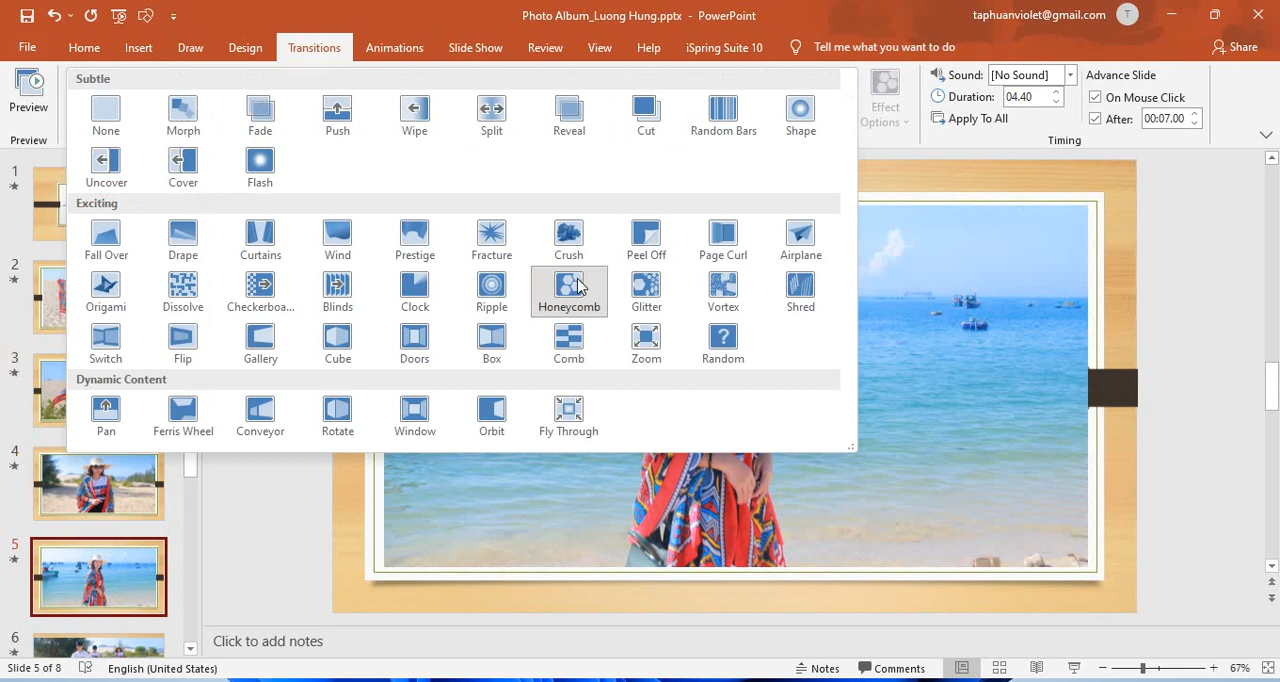 Photo Album_Luong Hung.pptx - PowerPoint
taphuanviolet@gmail.com T
File Home Insert Draw Design Transitions Animations Slide Show Review View Help iSpring Suite 10 Tell me what you want to do Share
Preview
Preview
Subtle
None Morph Fade Push Wipe Split Reveal Cut Random Bars Shape
Uncover Cover Flash
Exciting
Fall Over Drape Curtains Wind Prestige Fracture Crush Peel Off Page Curl Airplane
Origami Dissolve Checkerboa... Blinds Clock Ripple Honeycomb Glitter Vortex Shred
Switch Flip Gallery Cube Doors Box Comb Zoom Random
?
Dynamic Content
Pan Ferris Wheel Conveyor Rotate Window Orbit Fly Through
Effect
Options
Sound: [No Sound]
Duration: 04.40
Apply To All
Advance Slide
On Mouse Click
After: 00:07.00
Timing
1
2
3
4
5
6
Click to add notes
Slide 5 of 8 English (United States) Notes Comments 67%